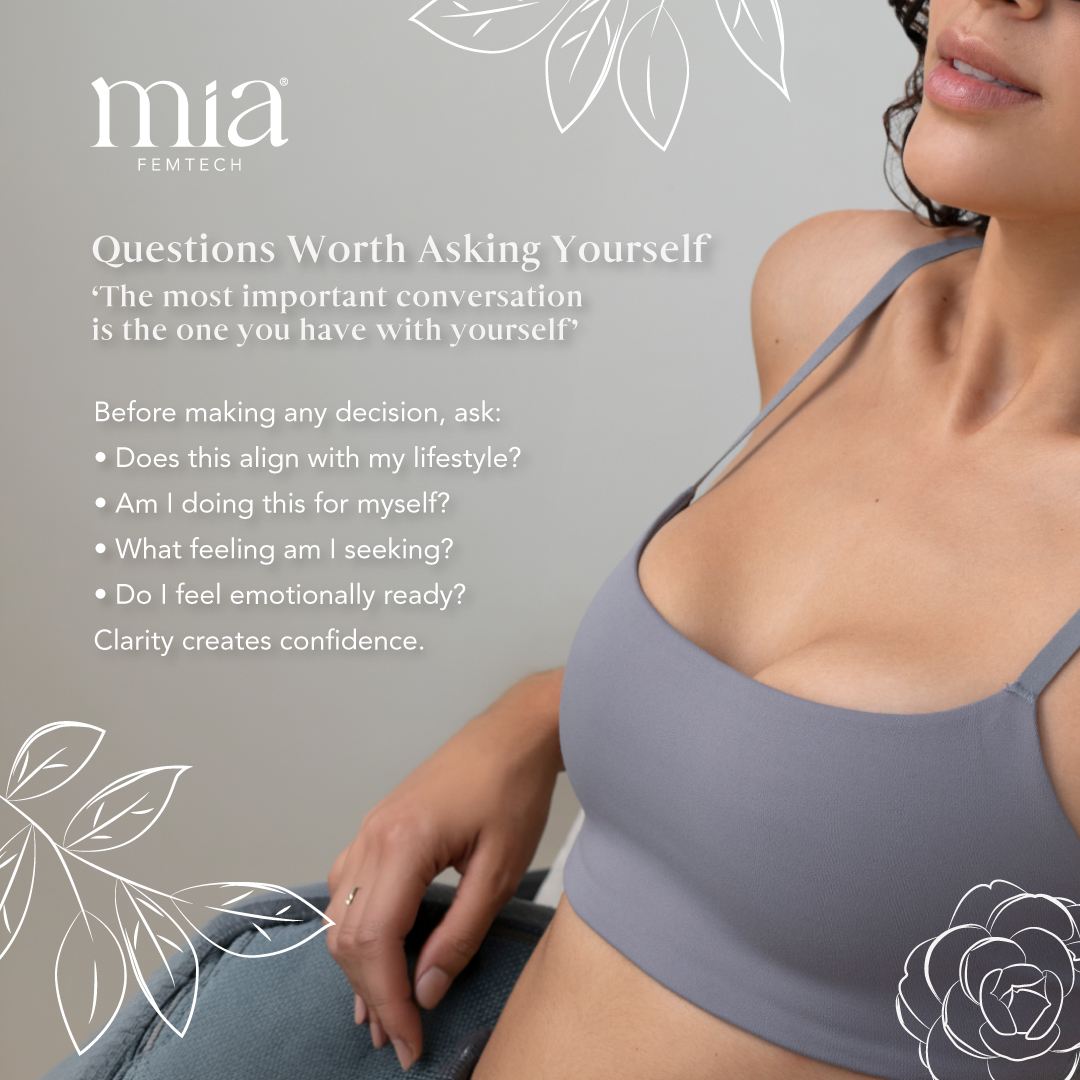 mia®
FEMTECH
Questions Worth Asking Yourself
‘The most important conversation
is the one you have with yourself’
Before making any decision, ask:
• Does this align with my lifestyle?
• Am I doing this for myself?
• What feeling am I seeking?
• Do I feel emotionally ready?
Clarity creates confidence.